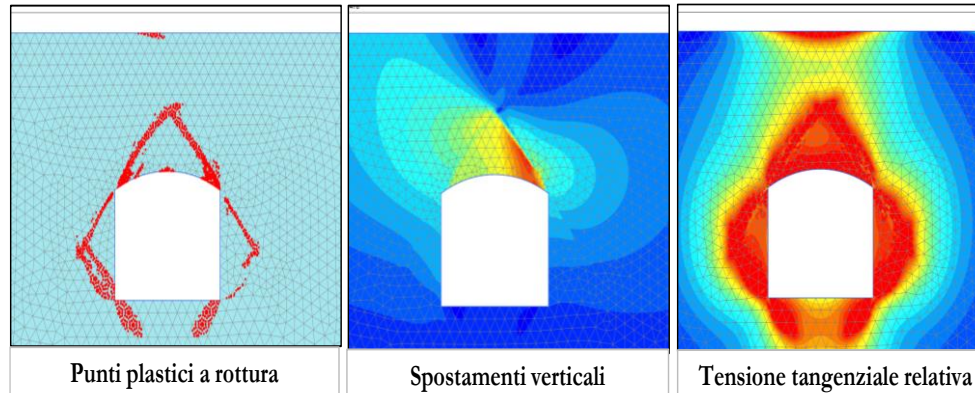 Punti plastici a rottura
Spostamenti verticali
Tensione tangenziale relativa